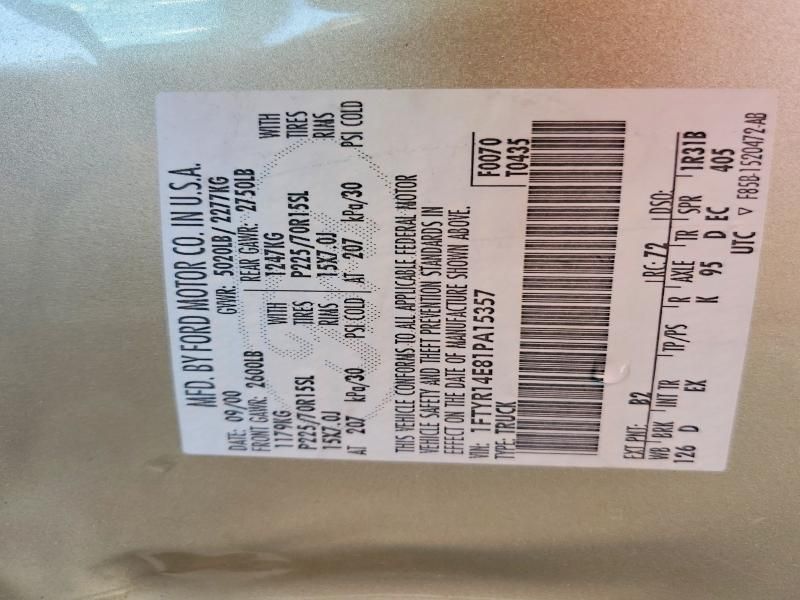 MFD. BY FORD MOTOR CO. IN U.S.A.
DATE: 09/00 GVWR: 5020LB/ 2277KG
FRONT GAWR: 2600LB REAR GAWR: 2750LB
1179KG WITH 1247KG WITH
P225/70R15SL TIRES P225/70R15SL TIRES
15X7.0J RIMS 15X7.0J RIMS
AT 207 kPa/30 PSI COLD AT 207 kPa/30 PSI COLD
THIS VEHICLE CONFORMS TO ALL APPLICABLE FEDERAL MOTOR
VEHICLE SAFETY AND THEFT PREVENTION STANDARDS IN
EFFECT ON THE DATE OF MANUFACTURE SHOWN ABOVE.
VIN: 1FTYR14E81PA15357 F0070
TYPE: TRUCK T0435
EXT PNT: B2 RC: 72 DSO:
WB BRK INT TR TP/PS R AXLE TR SPR 1R31B
126 D EX K 95 D EC 405
UTC ▽ F85B-1520472-AB